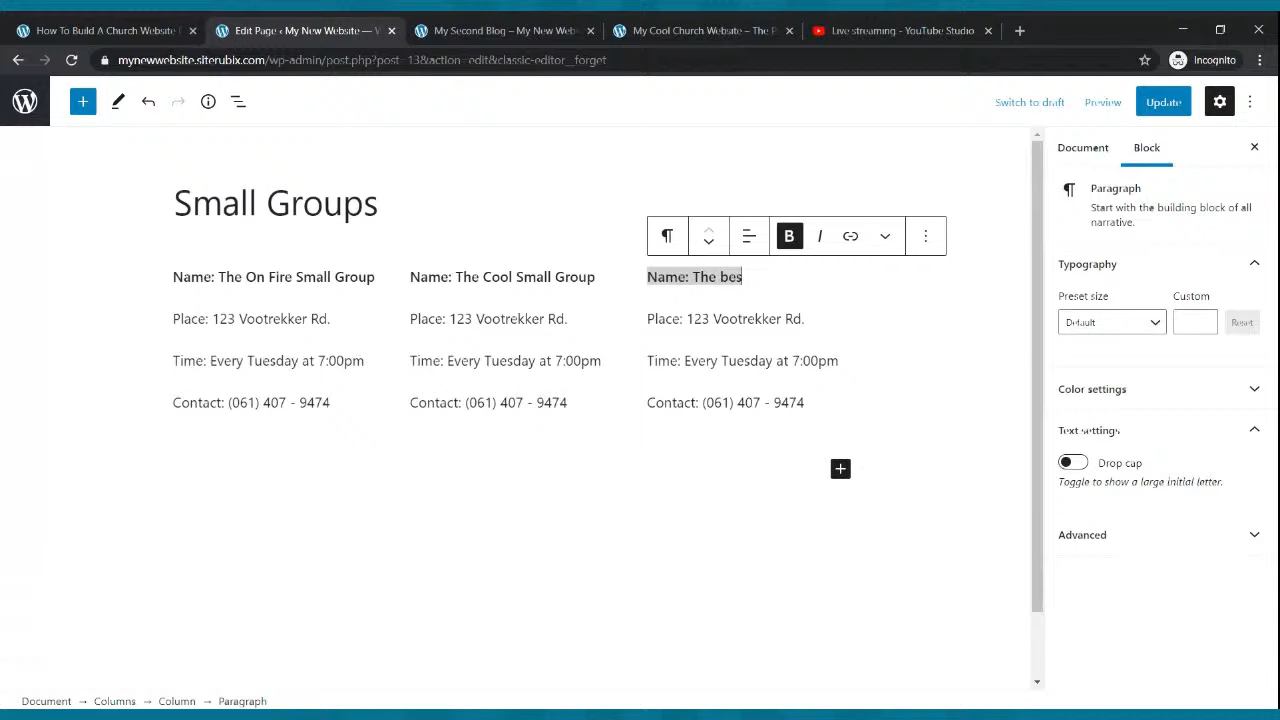 How To Build A Church Website
Edit Page ‹ My New Website —
My Second Blog – My New Web
My Cool Church Website – The P
Live streaming - YouTube Studio
mynewwebsite.siterubix.com/wp-admin/post.php?post=13&action=edit&classic-editor__forget
Incognito
Switch to draft
Preview
Update
Document
Block
Small Groups
Paragraph
Start with the building block of all
narrative.
B I
Name: The On Fire Small Group
Name: The Cool Small Group
Name: The bes
Typography
Place: 123 Vootrekker Rd.
Place: 123 Vootrekker Rd.
Place: 123 Vootrekker Rd.
Preset size
Custom
Default
Reset
Time: Every Tuesday at 7:00pm
Time: Every Tuesday at 7:00pm
Time: Every Tuesday at 7:00pm
Color settings
Contact: (061) 407 - 9474
Contact: (061) 407 - 9474
Contact: (061) 407 - 9474
Text settings
Drop cap
Toggle to show a large initial letter.
Advanced
Document → Columns → Column → Paragraph